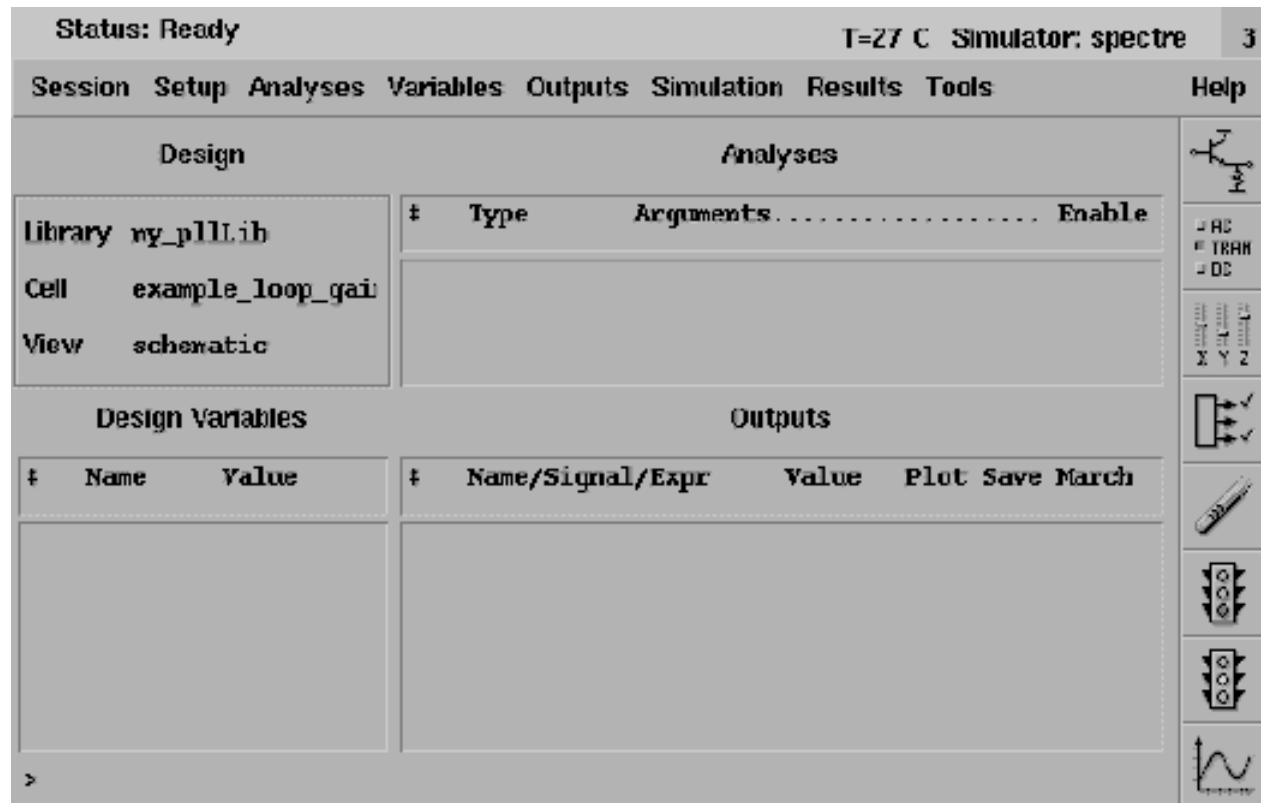 Status: Ready T=27 C Simulator: spectre 3
Session Setup Analyses Variables Outputs Simulation Results Tools Help
Design
Analyses
Library my_pllLib
Cell example_loop_gai
View schematic
# Type Arguments.................. Enable
AC
TRAN
DC
X Y Z
Design Variables
Outputs
# Name Value
# Name/Signal/Expr Value Plot Save March
>